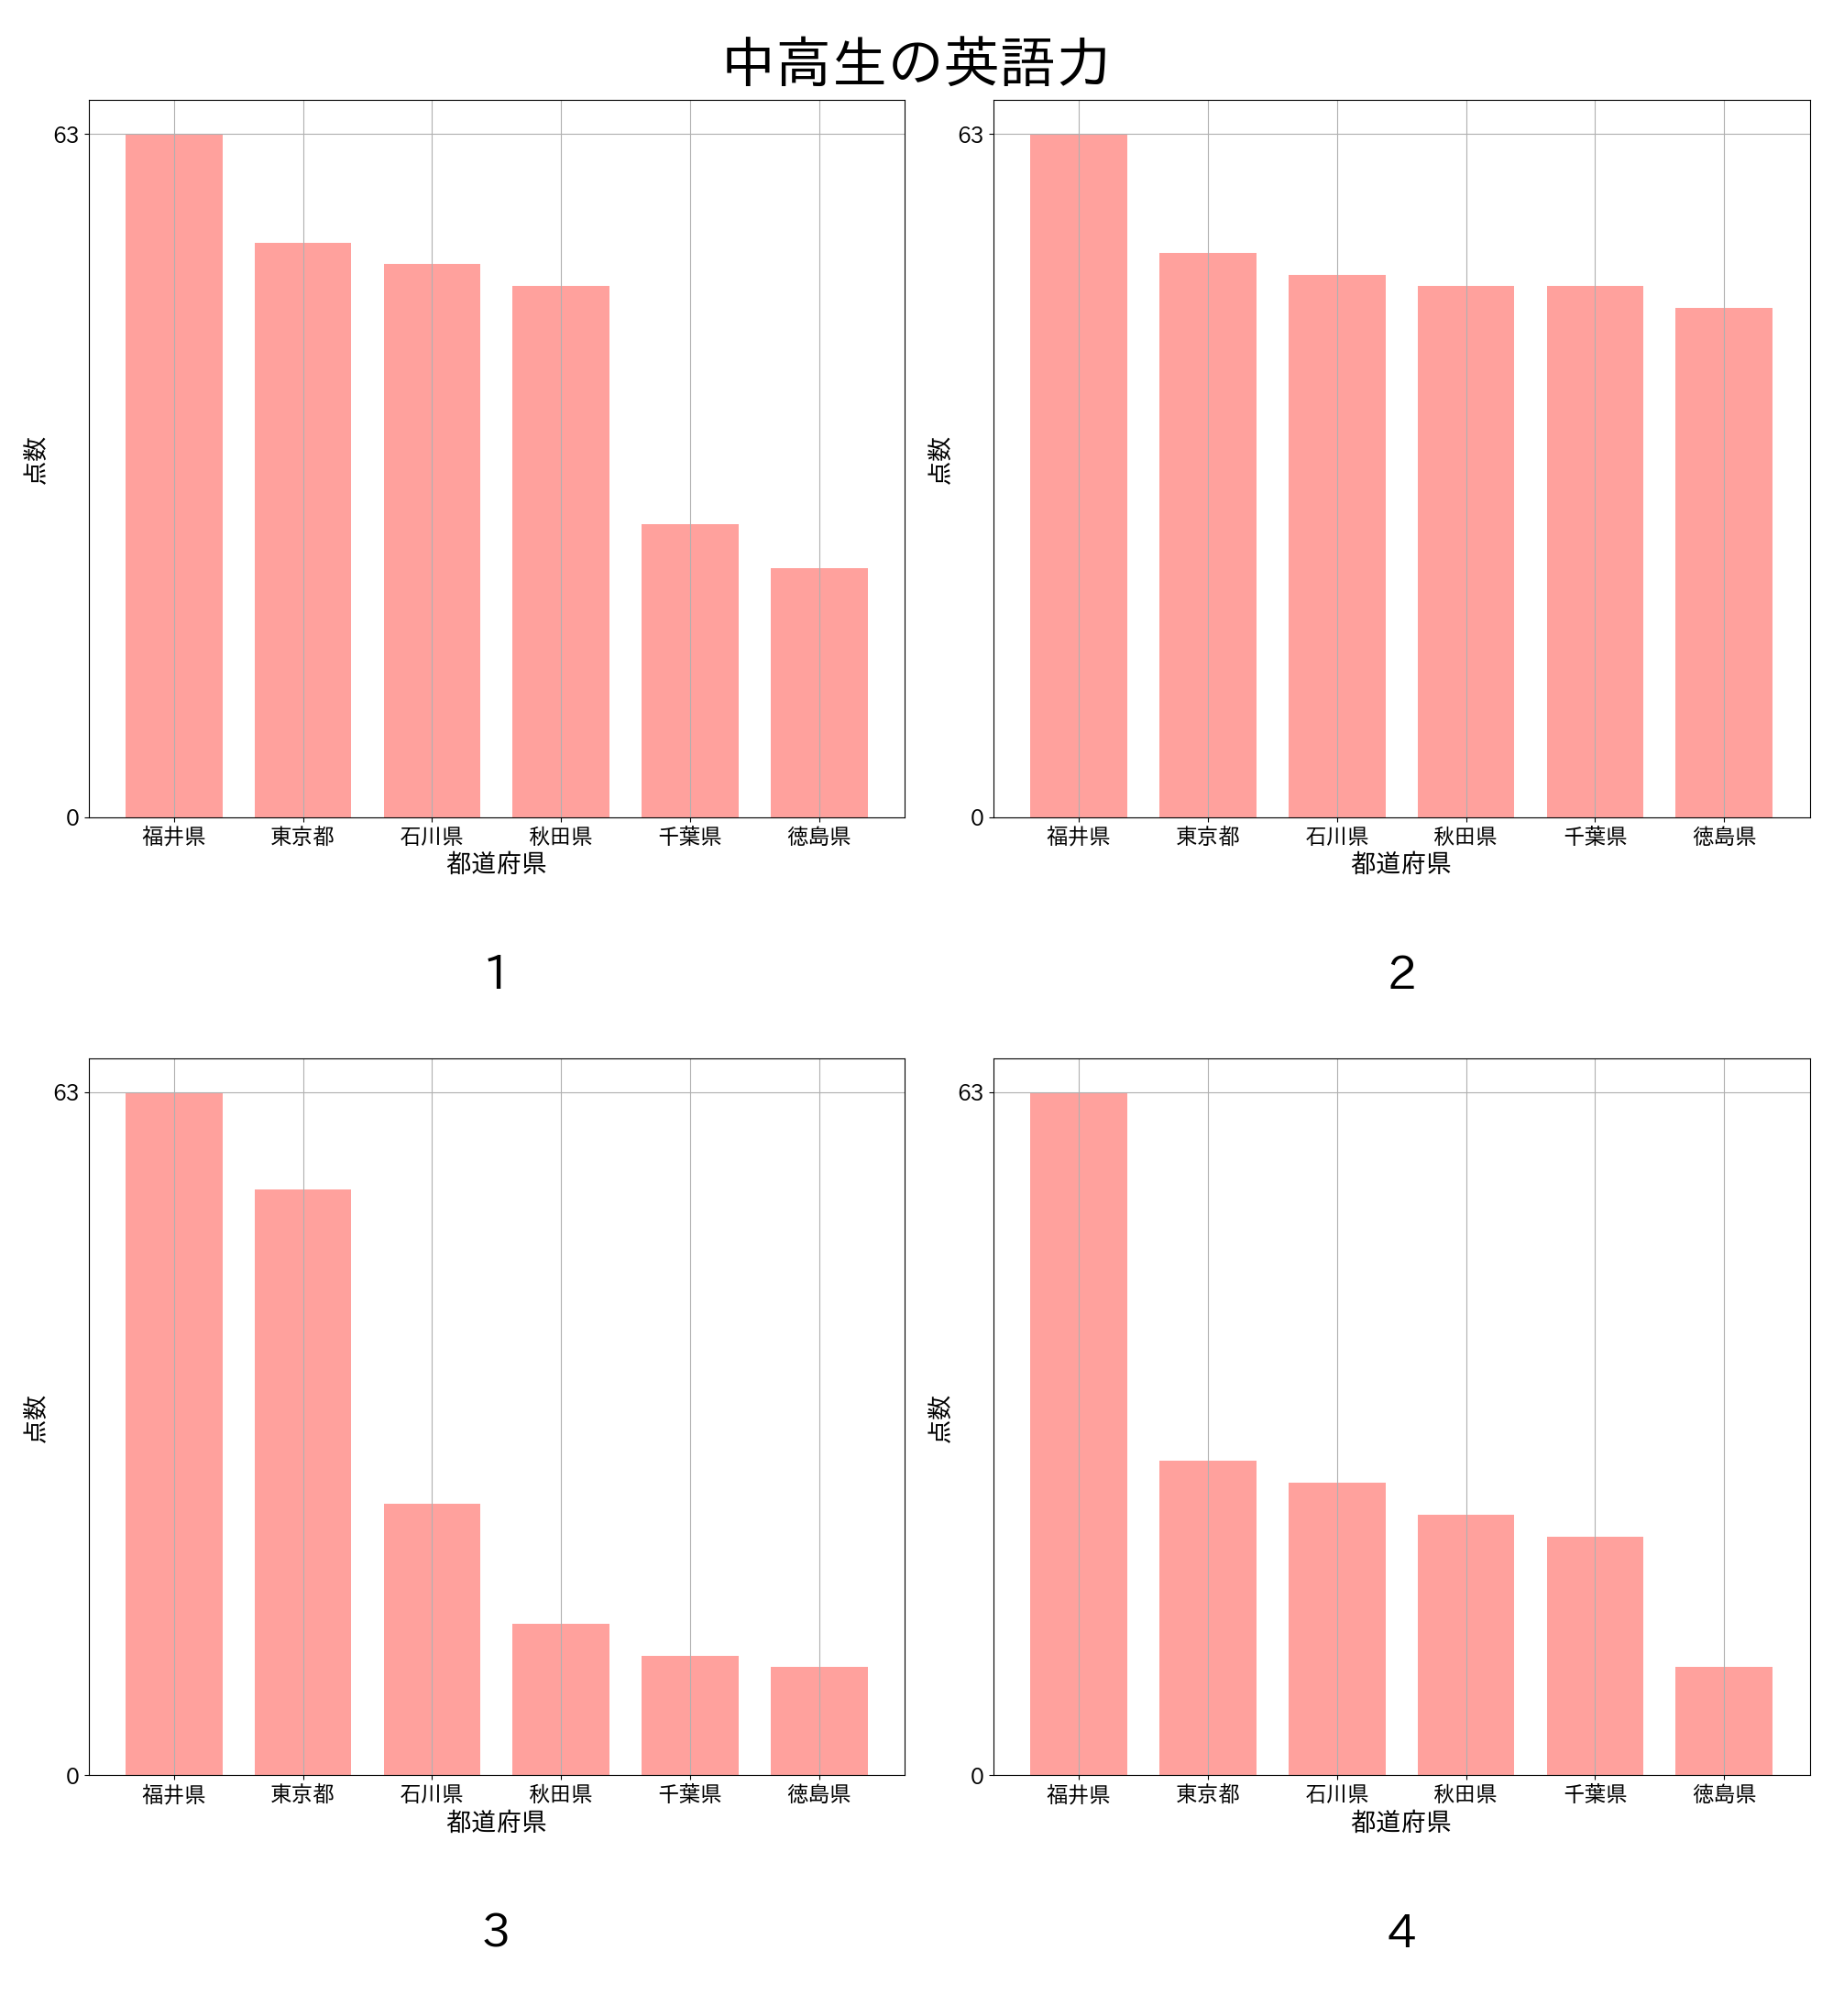 中高生の英語力
63
0
点数
福井県 東京都 石川県 秋田県 千葉県 徳島県
都道府県
1
63
0
点数
福井県 東京都 石川県 秋田県 千葉県 徳島県
都道府県
2
63
0
点数
福井県 東京都 石川県 秋田県 千葉県 徳島県
都道府県
3
63
0
点数
福井県 東京都 石川県 秋田県 千葉県 徳島県
都道府県
4